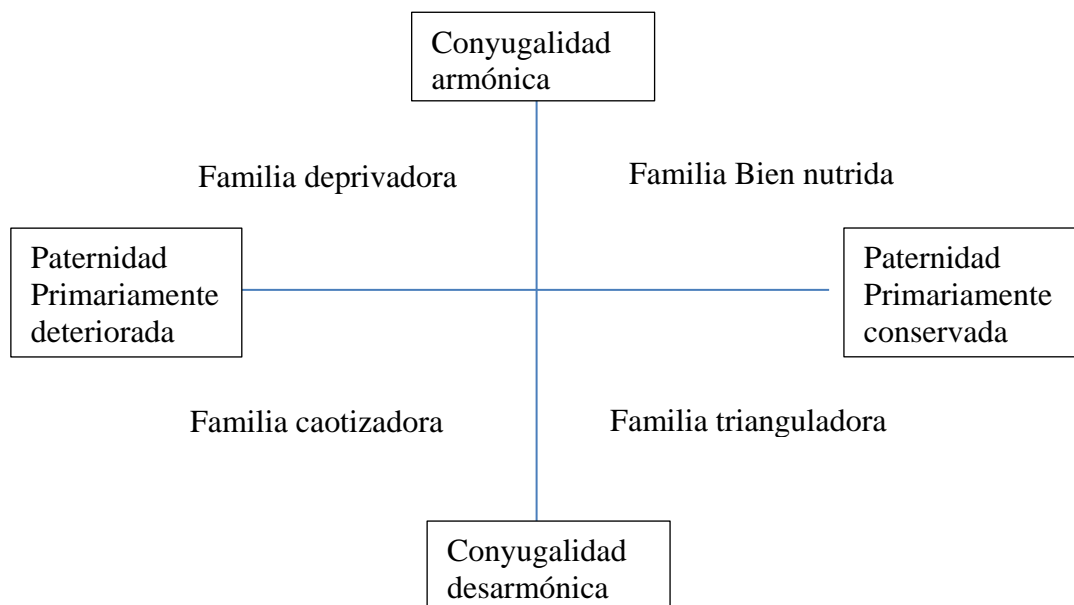 Conyugalidad
armónica
Familia deprivadora
Familia Bien nutrida
Paternidad
Primariamente
deteriorada
Paternidad
Primariamente
conservada
Familia caotizadora
Familia trianguladora
Conyugalidad
desarmónica